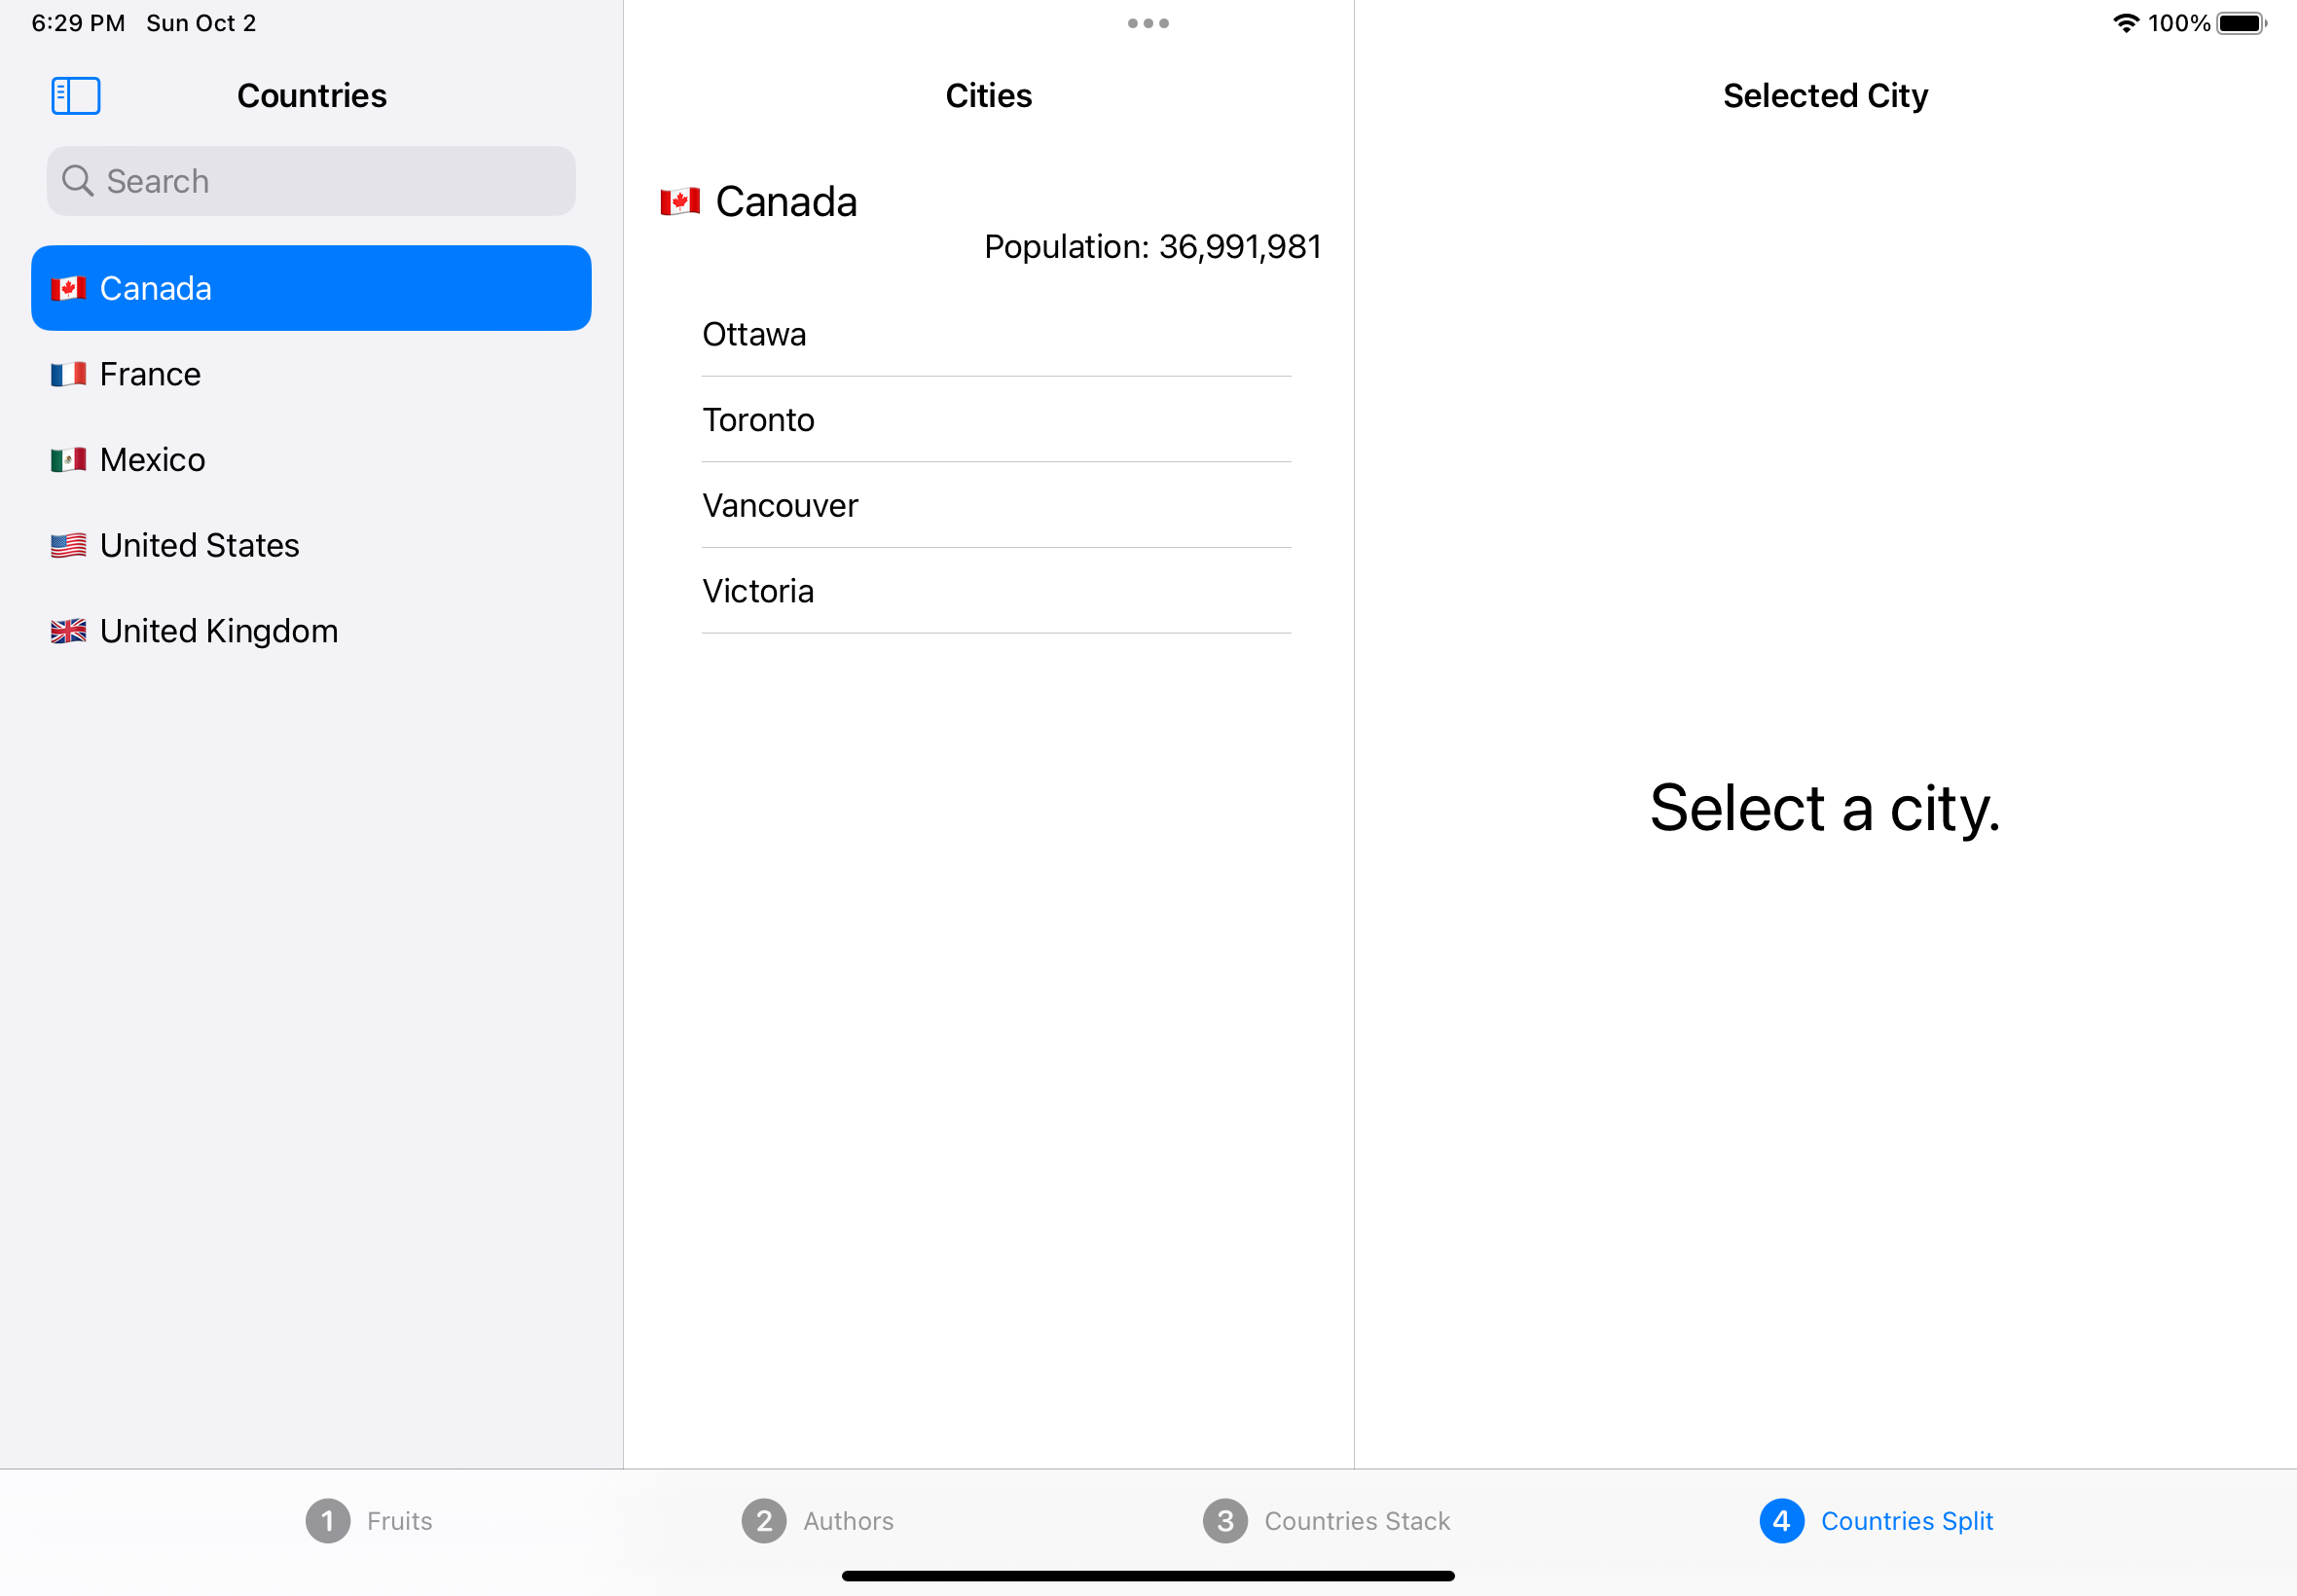 6:29 PM Sun Oct 2
100%
Countries
Search
Canada
France
Mexico
United States
United Kingdom
Cities
Canada
Population: 36,991,981
Ottawa
Toronto
Vancouver
Victoria
Selected City
Select a city.
1 Fruits
2 Authors
3 Countries Stack
4 Countries Split